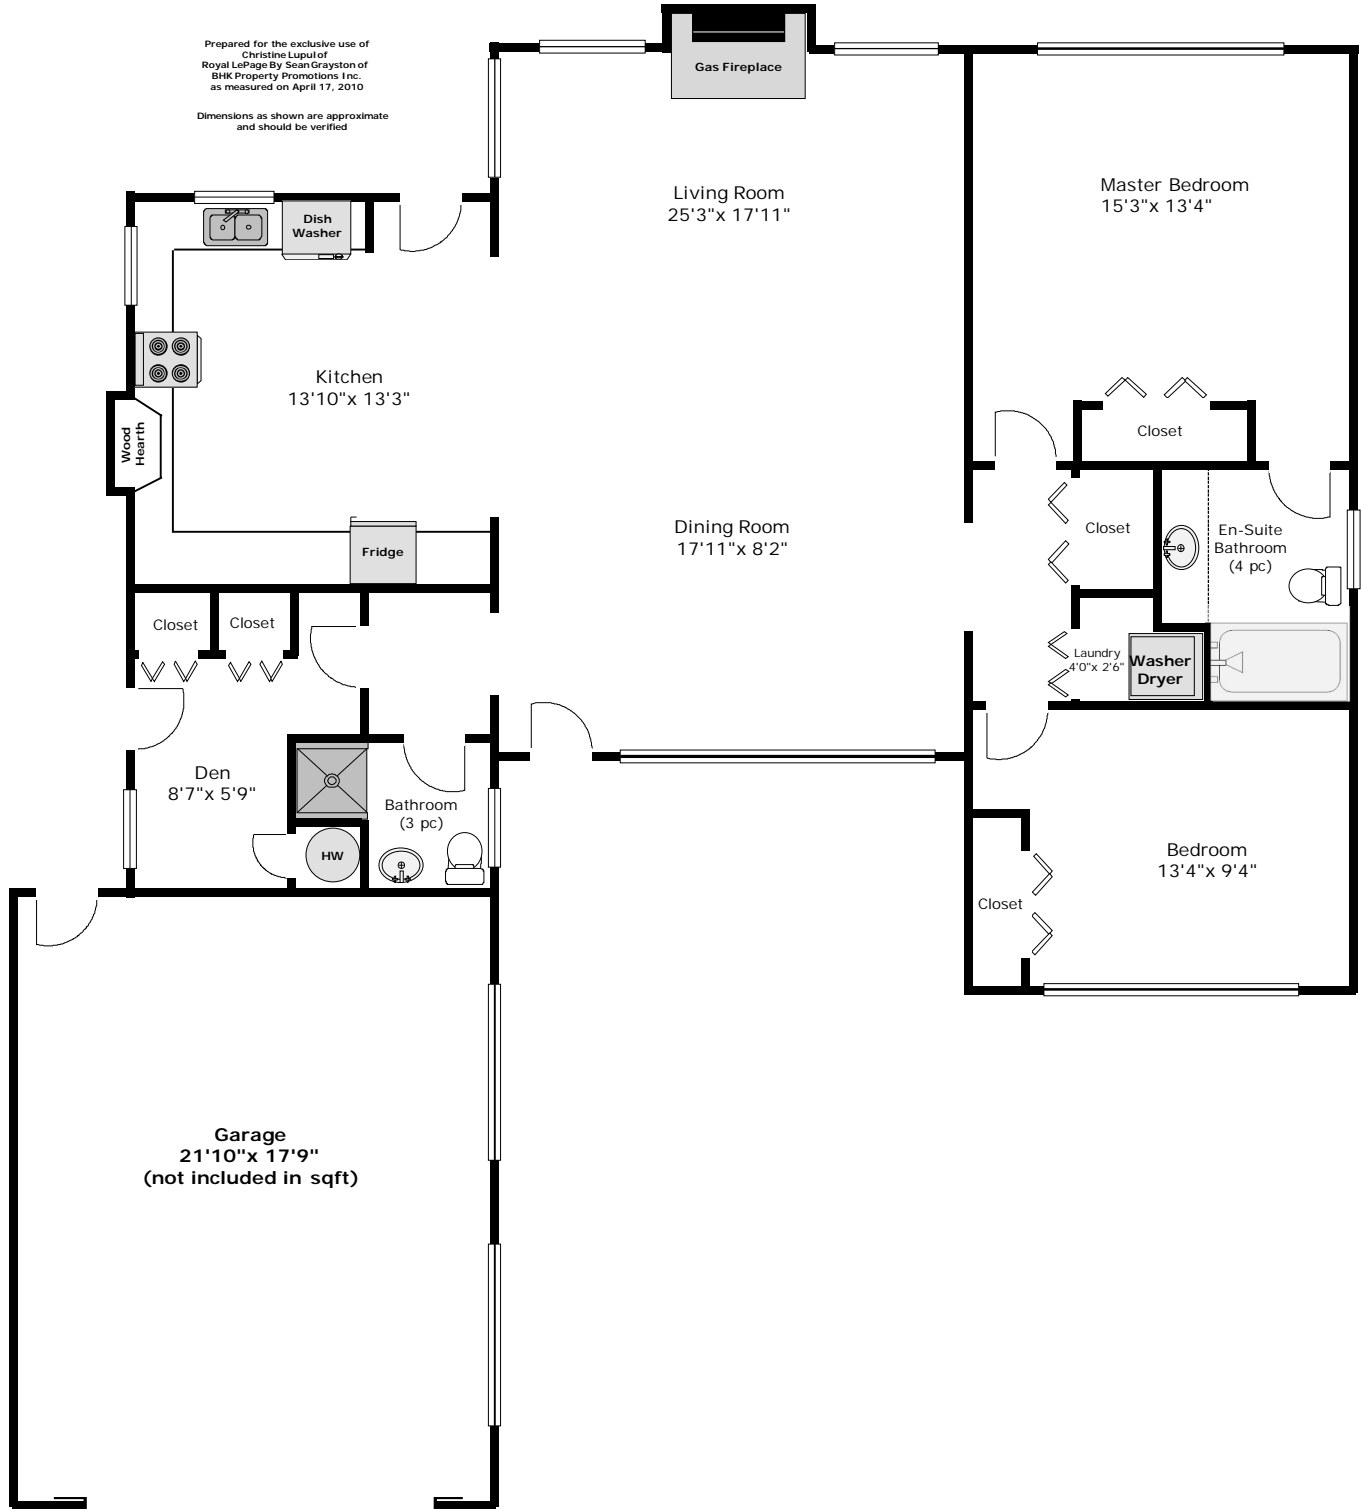 Prepared for the exclusive use of
Christine Lupul of
Royal LePage By Sean Grayston of
BHK Property Promotions Inc.
as measured on April 17, 2010
Dimensions as shown are approximate
and should be verified
Gas Fireplace
Living Room
25'3"x 17'11"
Master Bedroom
15'3"x 13'4"
Dish
Washer
Kitchen
13'10"x 13'3"
Wood
Hearth
Closet
Dining Room
17'11"x 8'2"
Closet
En-Suite
Bathroom
(4 pc)
Fridge
Closet
Closet
Laundry
4'0"x 2'6"
Washer
Dryer
Den
8'7"x 5'9"
Bathroom
(3 pc)
HW
Bedroom
13'4"x 9'4"
Closet
Garage
21'10"x 17'9"
(not included in sqft)